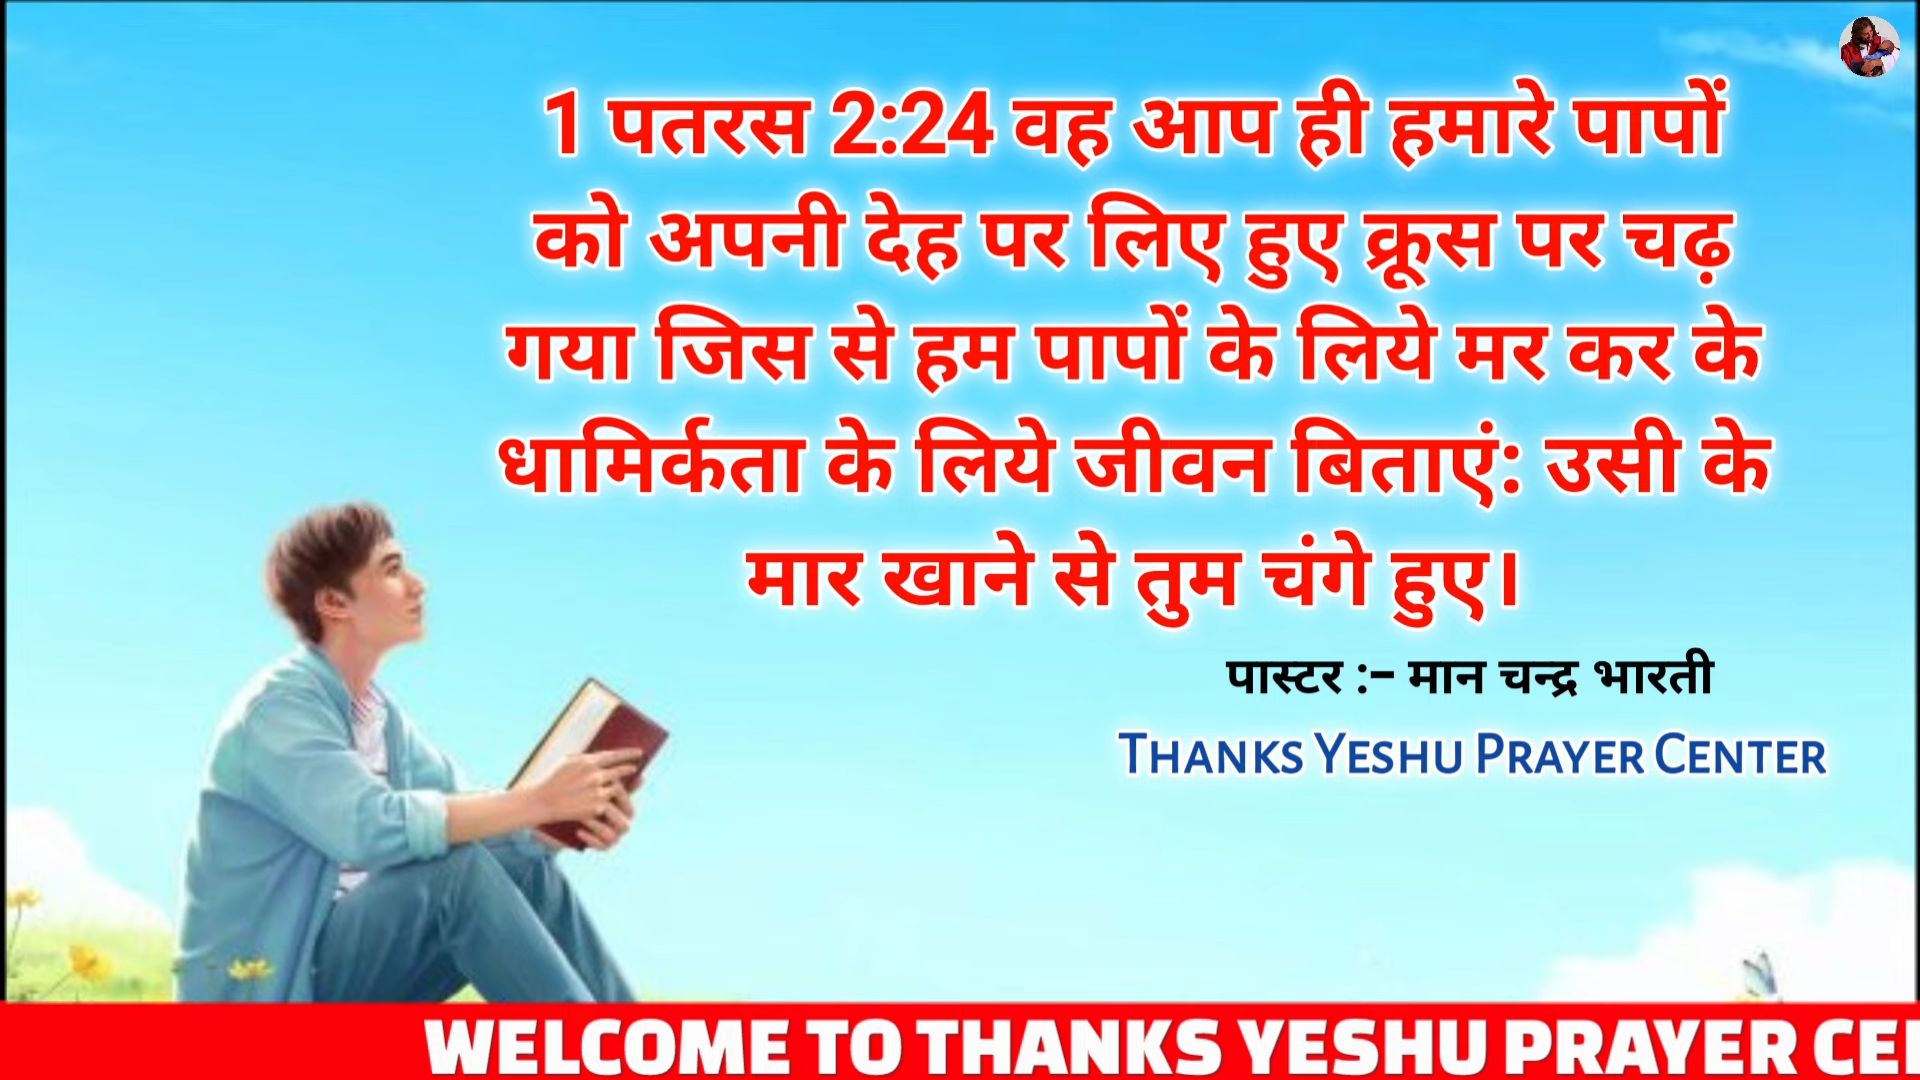 1 पतरस 2:24 वह आप ही हमारे पापों
को अपनी देह पर लिए हुए क्रूस पर चढ़
गया जिस से हम पापों के लिये मर कर के
धामिर्कता के लिये जीवन बिताएं: उसी के
मार खाने से तुम चंगे हुए।
पास्टर :- मान चन्द्र भारती
THANKS YESHU PRAYER CENTER
WELCOME TO THANKS YESHU PRAYER CE